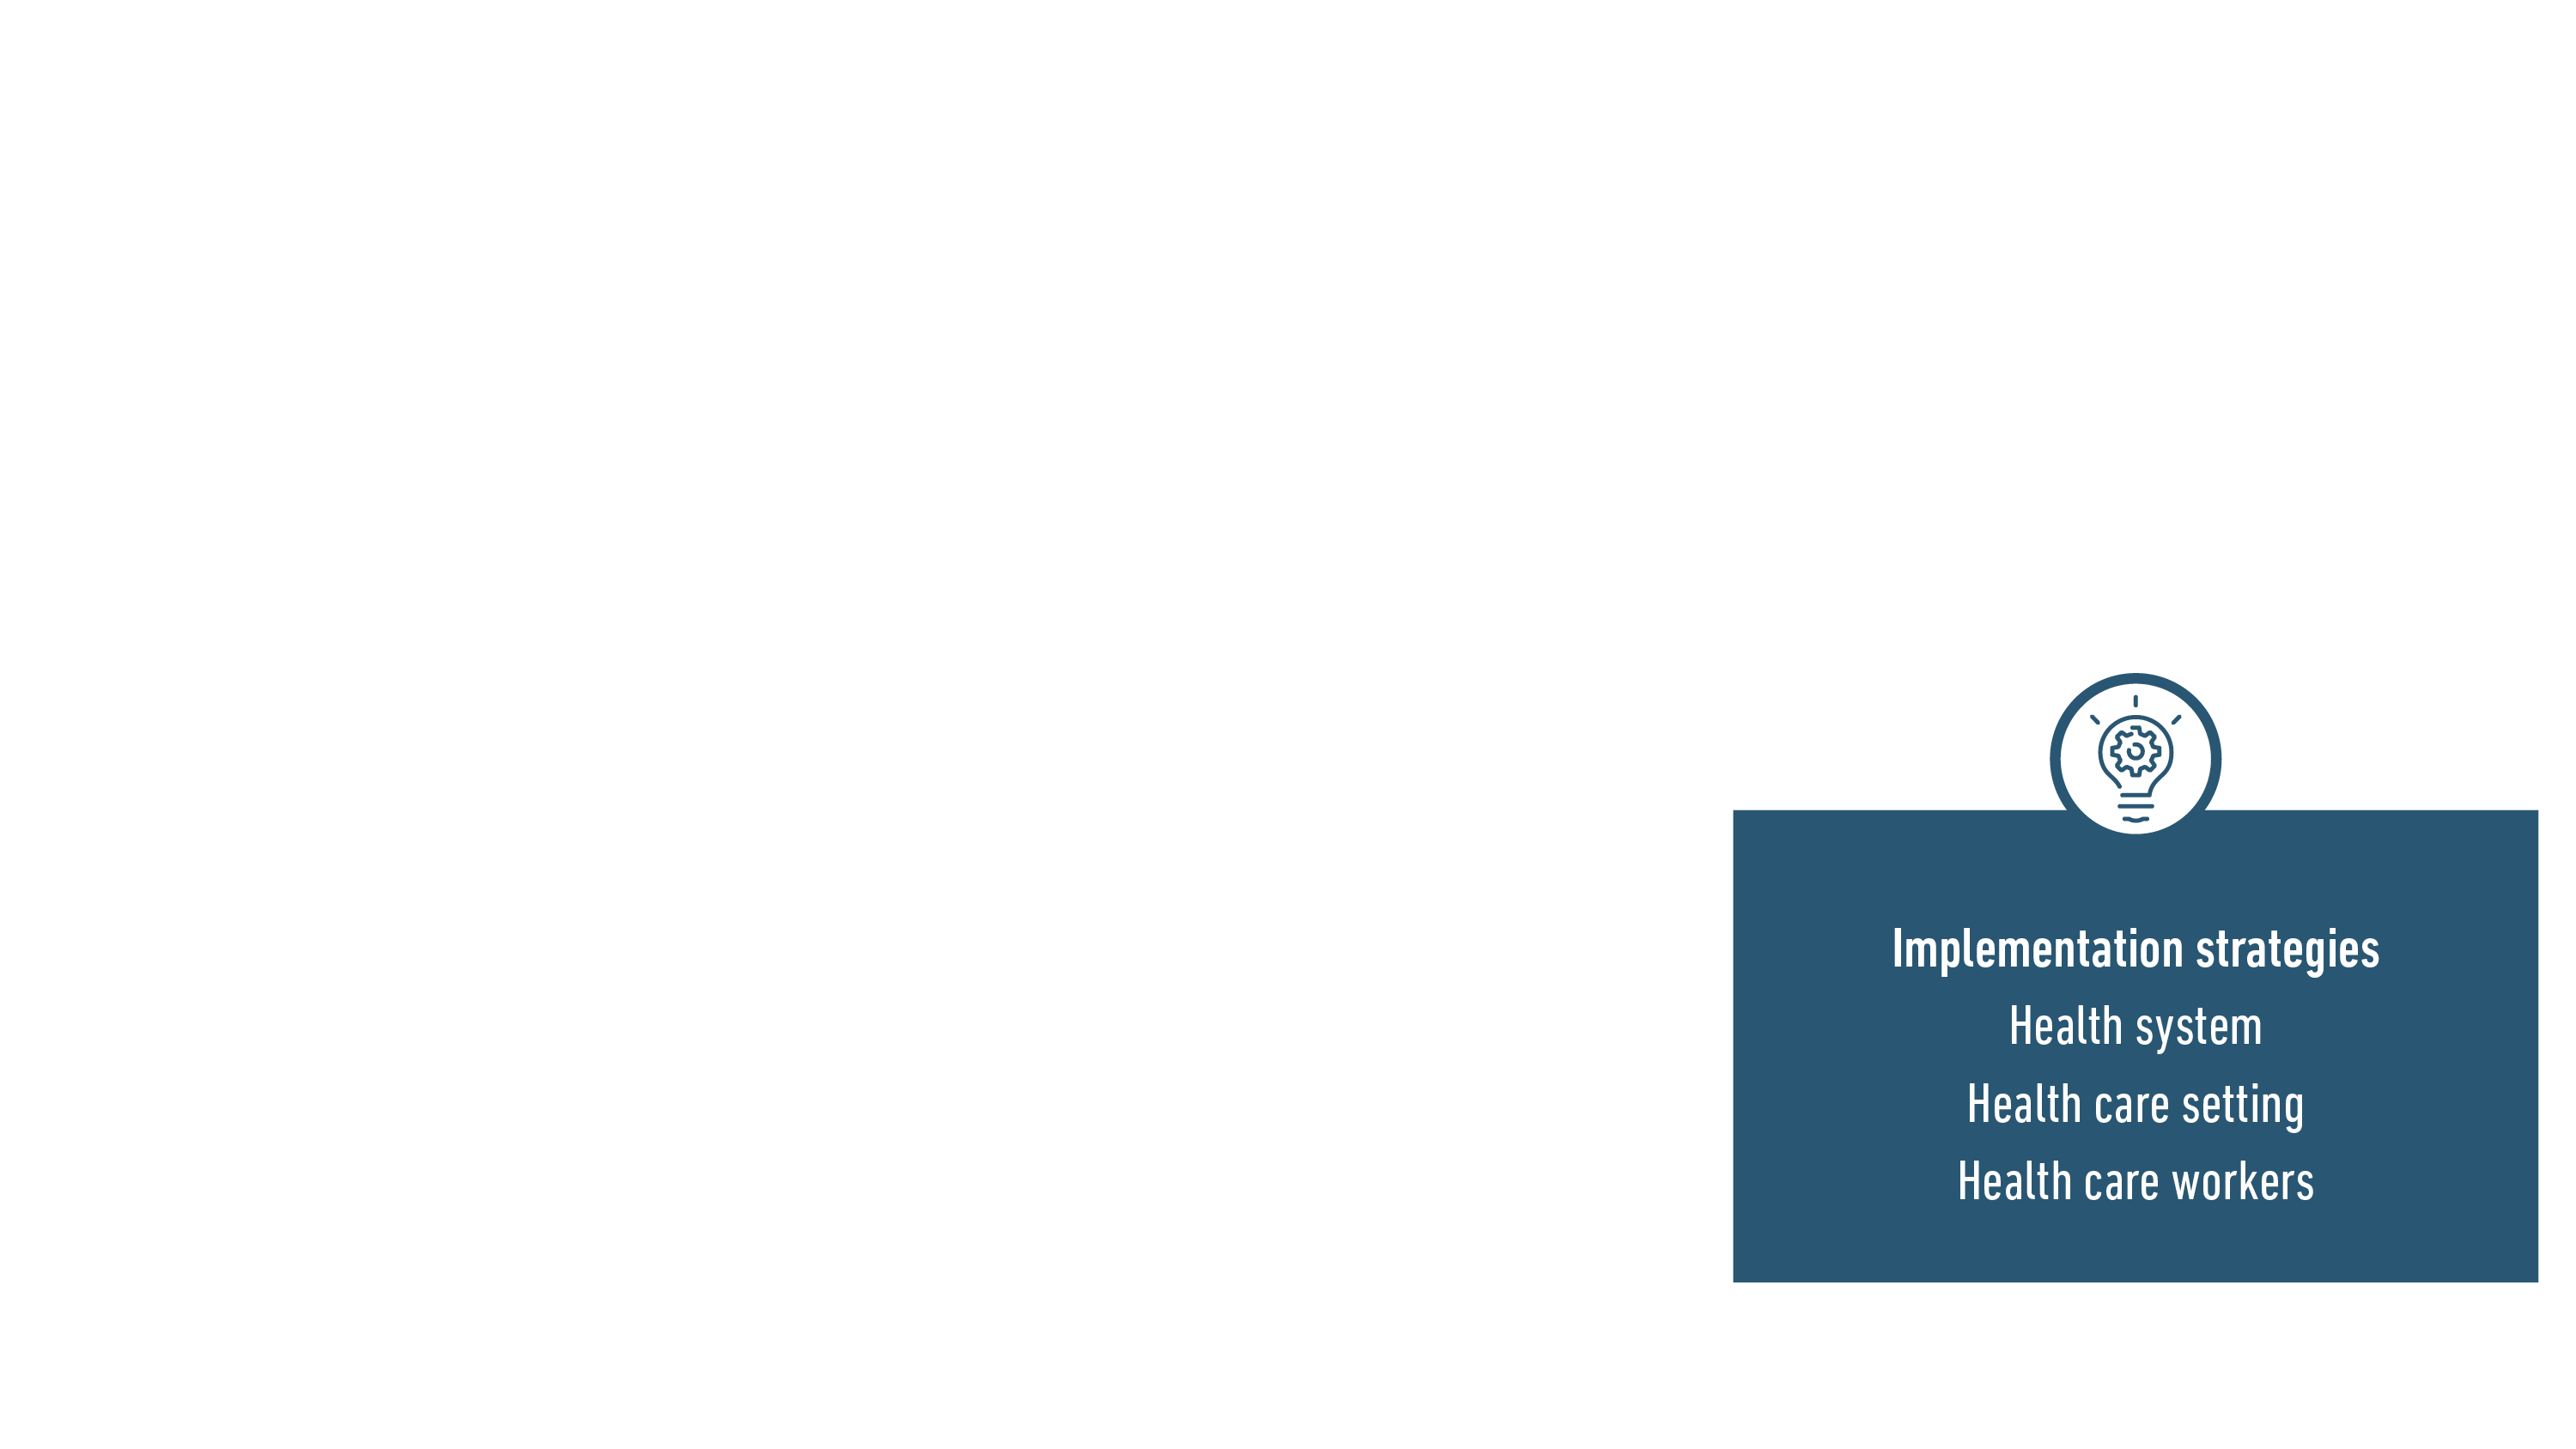 Implementation strategies
Health system
Health care setting
Health care workers